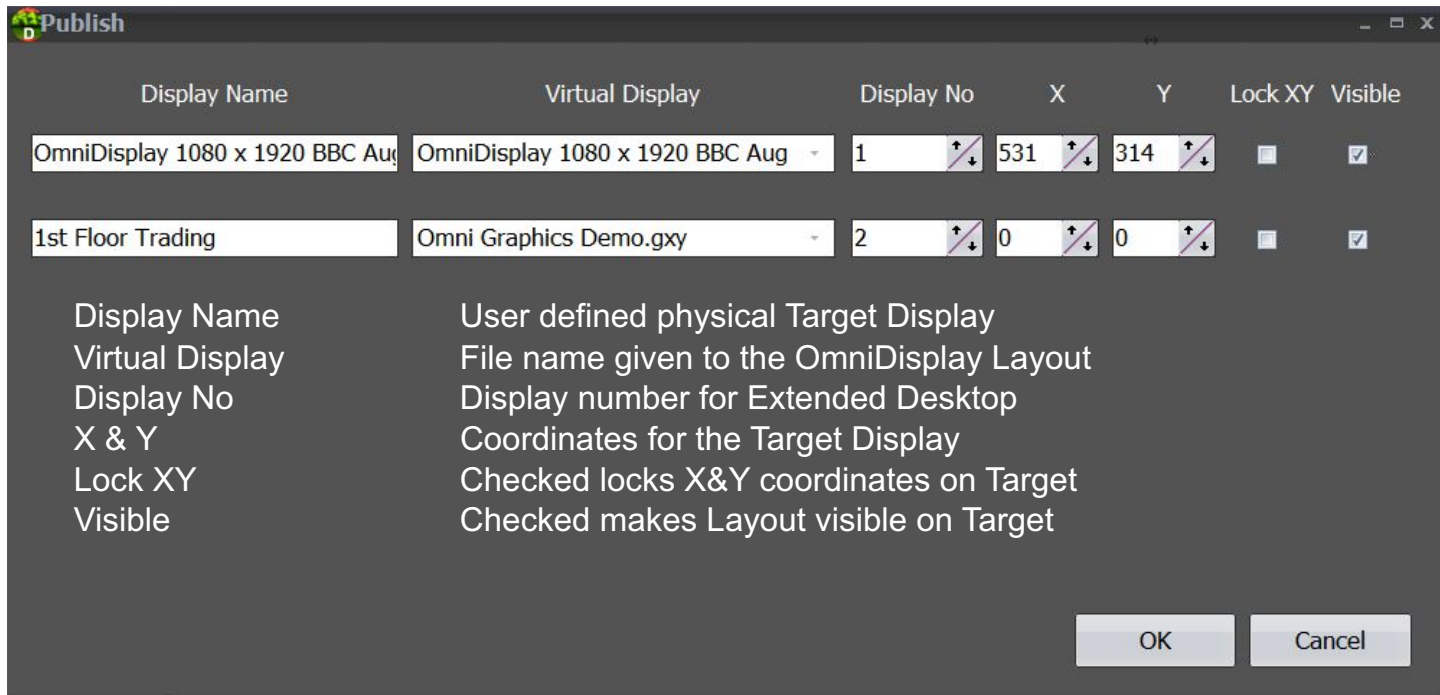 Publish
Display Name Virtual Display Display No X Y Lock XY Visible
OmniDisplay 1080 x 1920 BBC Aug OmniDisplay 1080 x 1920 BBC Aug 1 531 314
1st Floor Trading Omni Graphics Demo.gxy 2 0 0
Display Name User defined physical Target Display
Virtual Display File name given to the OmniDisplay Layout
Display No Display number for Extended Desktop
X & Y Coordinates for the Target Display
Lock XY Checked locks X&Y coordinates on Target
Visible Checked makes Layout visible on Target
OK Cancel